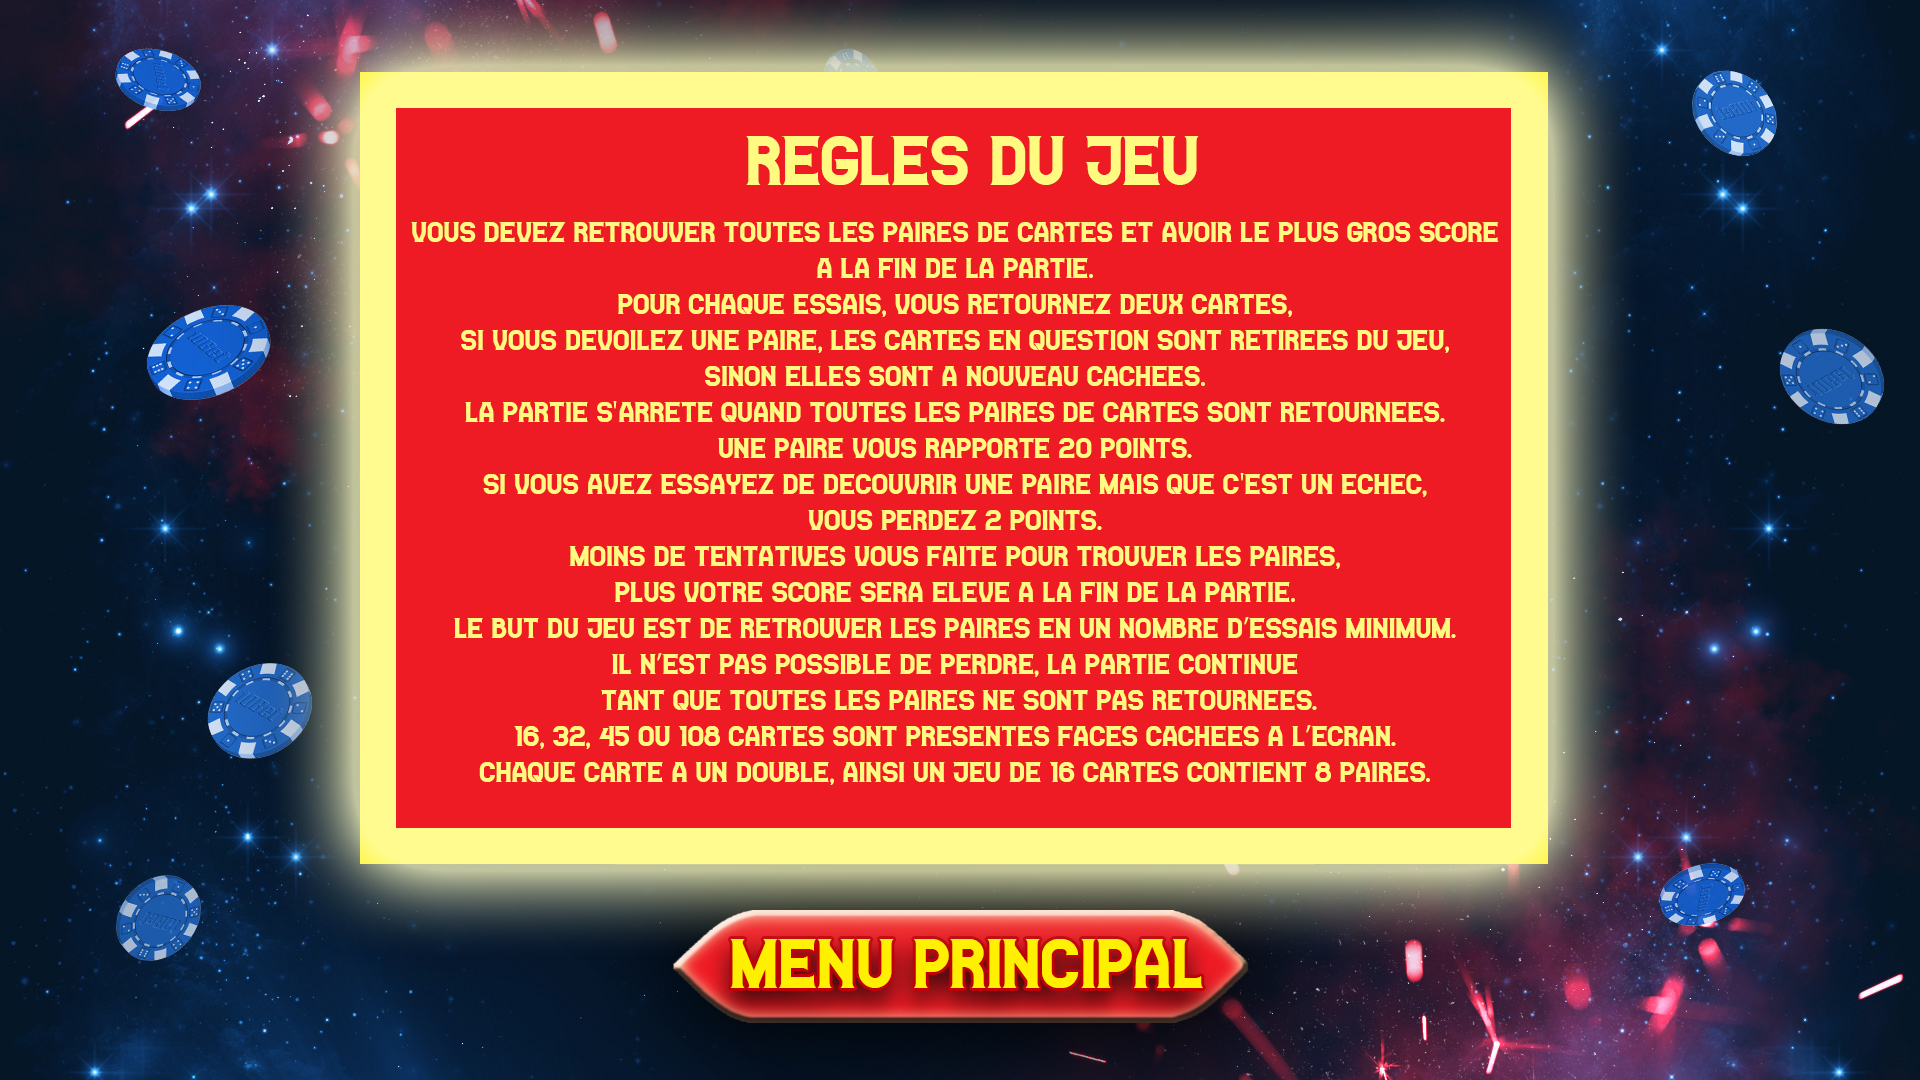 REGLES DU JEU
VOUS DEVEZ RETROUVER TOUTES LES PAIRES DE CARTES ET AVOIR LE PLUS GROS SCORE
A LA FIN DE LA PARTIE.
POUR CHAQUE ESSAIS, VOUS RETOURNEZ DEUX CARTES,
SI VOUS DEVOILEZ UNE PAIRE, LES CARTES EN QUESTION SONT RETIREES DU JEU,
SINON ELLES SONT A NOUVEAU CACHEES.
LA PARTIE S'ARRETE QUAND TOUTES LES PAIRES DE CARTES SONT RETOURNEES.
UNE PAIRE VOUS RAPPORTE 20 POINTS.
SI VOUS AVEZ ESSAYEZ DE DECOUVRIR UNE PAIRE MAIS QUE C'EST UN ECHEC,
VOUS PERDEZ 2 POINTS.
MOINS DE TENTATIVES VOUS FAITE POUR TROUVER LES PAIRES,
PLUS VOTRE SCORE SERA ELEVE A LA FIN DE LA PARTIE.
LE BUT DU JEU EST DE RETROUVER LES PAIRES EN UN NOMBRE D'ESSAIS MINIMUM.
IL N'EST PAS POSSIBLE DE PERDRE, LA PARTIE CONTINUE
TANT QUE TOUTES LES PAIRES NE SONT PAS RETOURNEES.
16, 32, 45 OU 108 CARTES SONT PRESENTES FACES CACHEES A L'ECRAN.
CHAQUE CARTE A UN DOUBLE, AINSI UN JEU DE 16 CARTES CONTIENT 8 PAIRES.
MENU PRINCIPAL